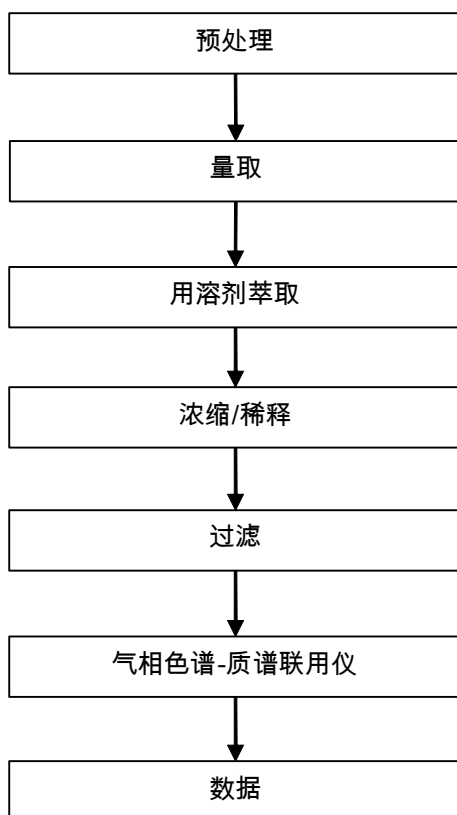 预处理
量取
用溶剂萃取
浓缩/稀释
过滤
气相色谱-质谱联用仪
数据